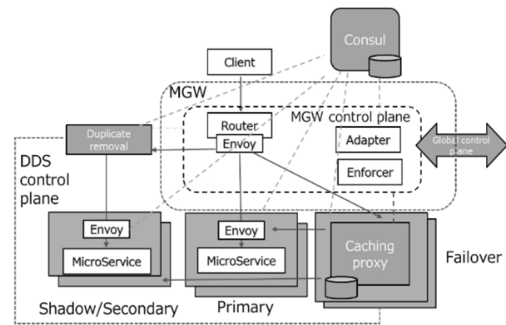 Consul
Client
MGW
MGW control plane
Router
Envoy
Adapter
Enforcer
Global control
plane
Duplicate
removal
DDS
control
plane
Envoy
MicroService
Envoy
MicroService
Caching
proxy
Failover
Shadow/Secondary
Primary